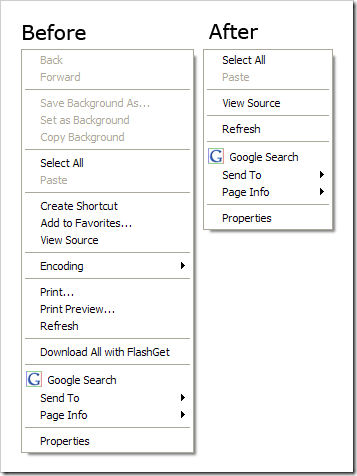 Before
Back
Forward
Save Background As...
Set as Background
Copy Background
Select All
Paste
Create Shortcut
Add to Favorites...
View Source
Encoding
Print...
Print Preview...
Refresh
Download All with FlashGet
G Google Search
Send To
Page Info
Properties
After
Select All
Paste
View Source
Refresh
G Google Search
Send To
Page Info
Properties